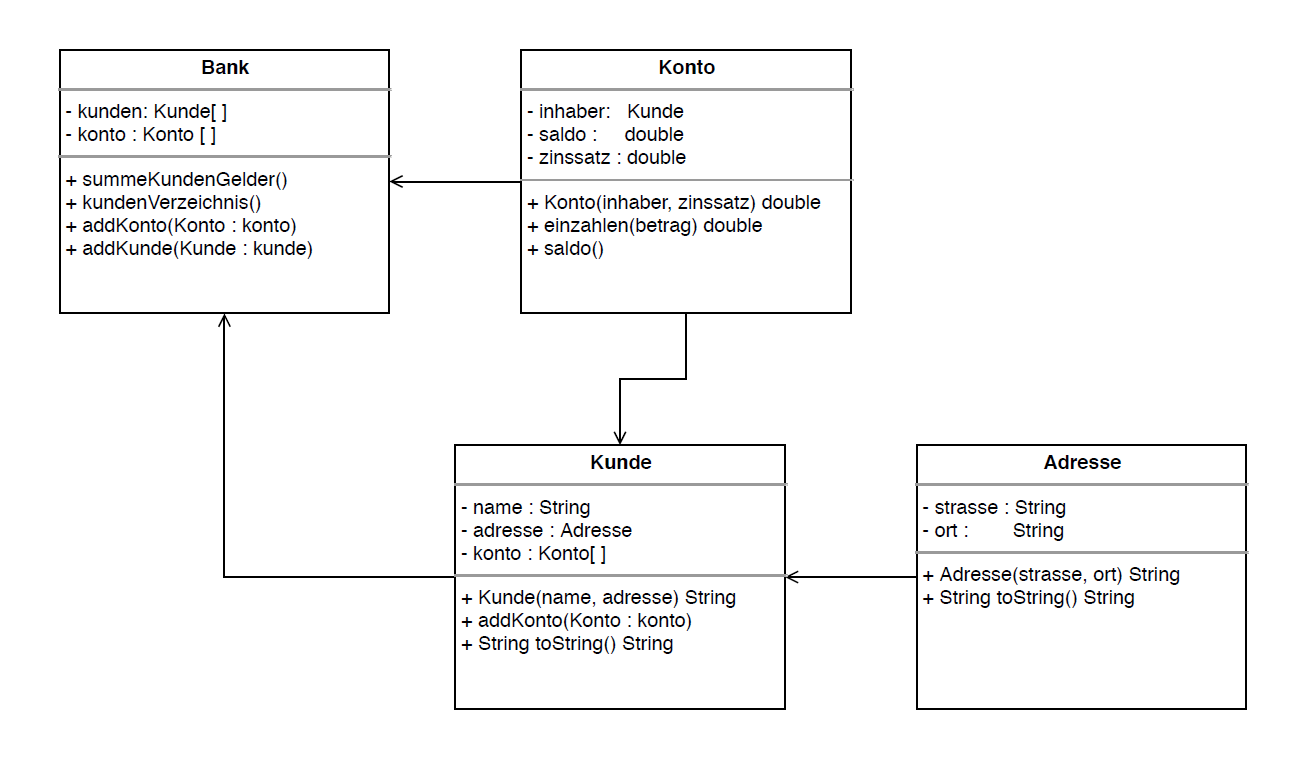 Bank
- kunden: Kunde[ ]
- konto : Konto [ ]
+ summeKundenGelder()
+ kundenVerzeichnis()
+ addKonto(Konto : konto)
+ addKunde(Kunde : kunde)
Konto
- inhaber: Kunde
- saldo : double
- zinssatz : double
+ Konto(inhaber, zinssatz) double
+ einzahlen(betrag) double
+ saldo()
Kunde
- name : String
- adresse : Adresse
- konto : Konto[ ]
+ Kunde(name, adresse) String
+ addKonto(Konto : konto)
+ String toString() String
Adresse
- strasse : String
- ort : String
+ Adresse(strasse, ort) String
+ String toString() String